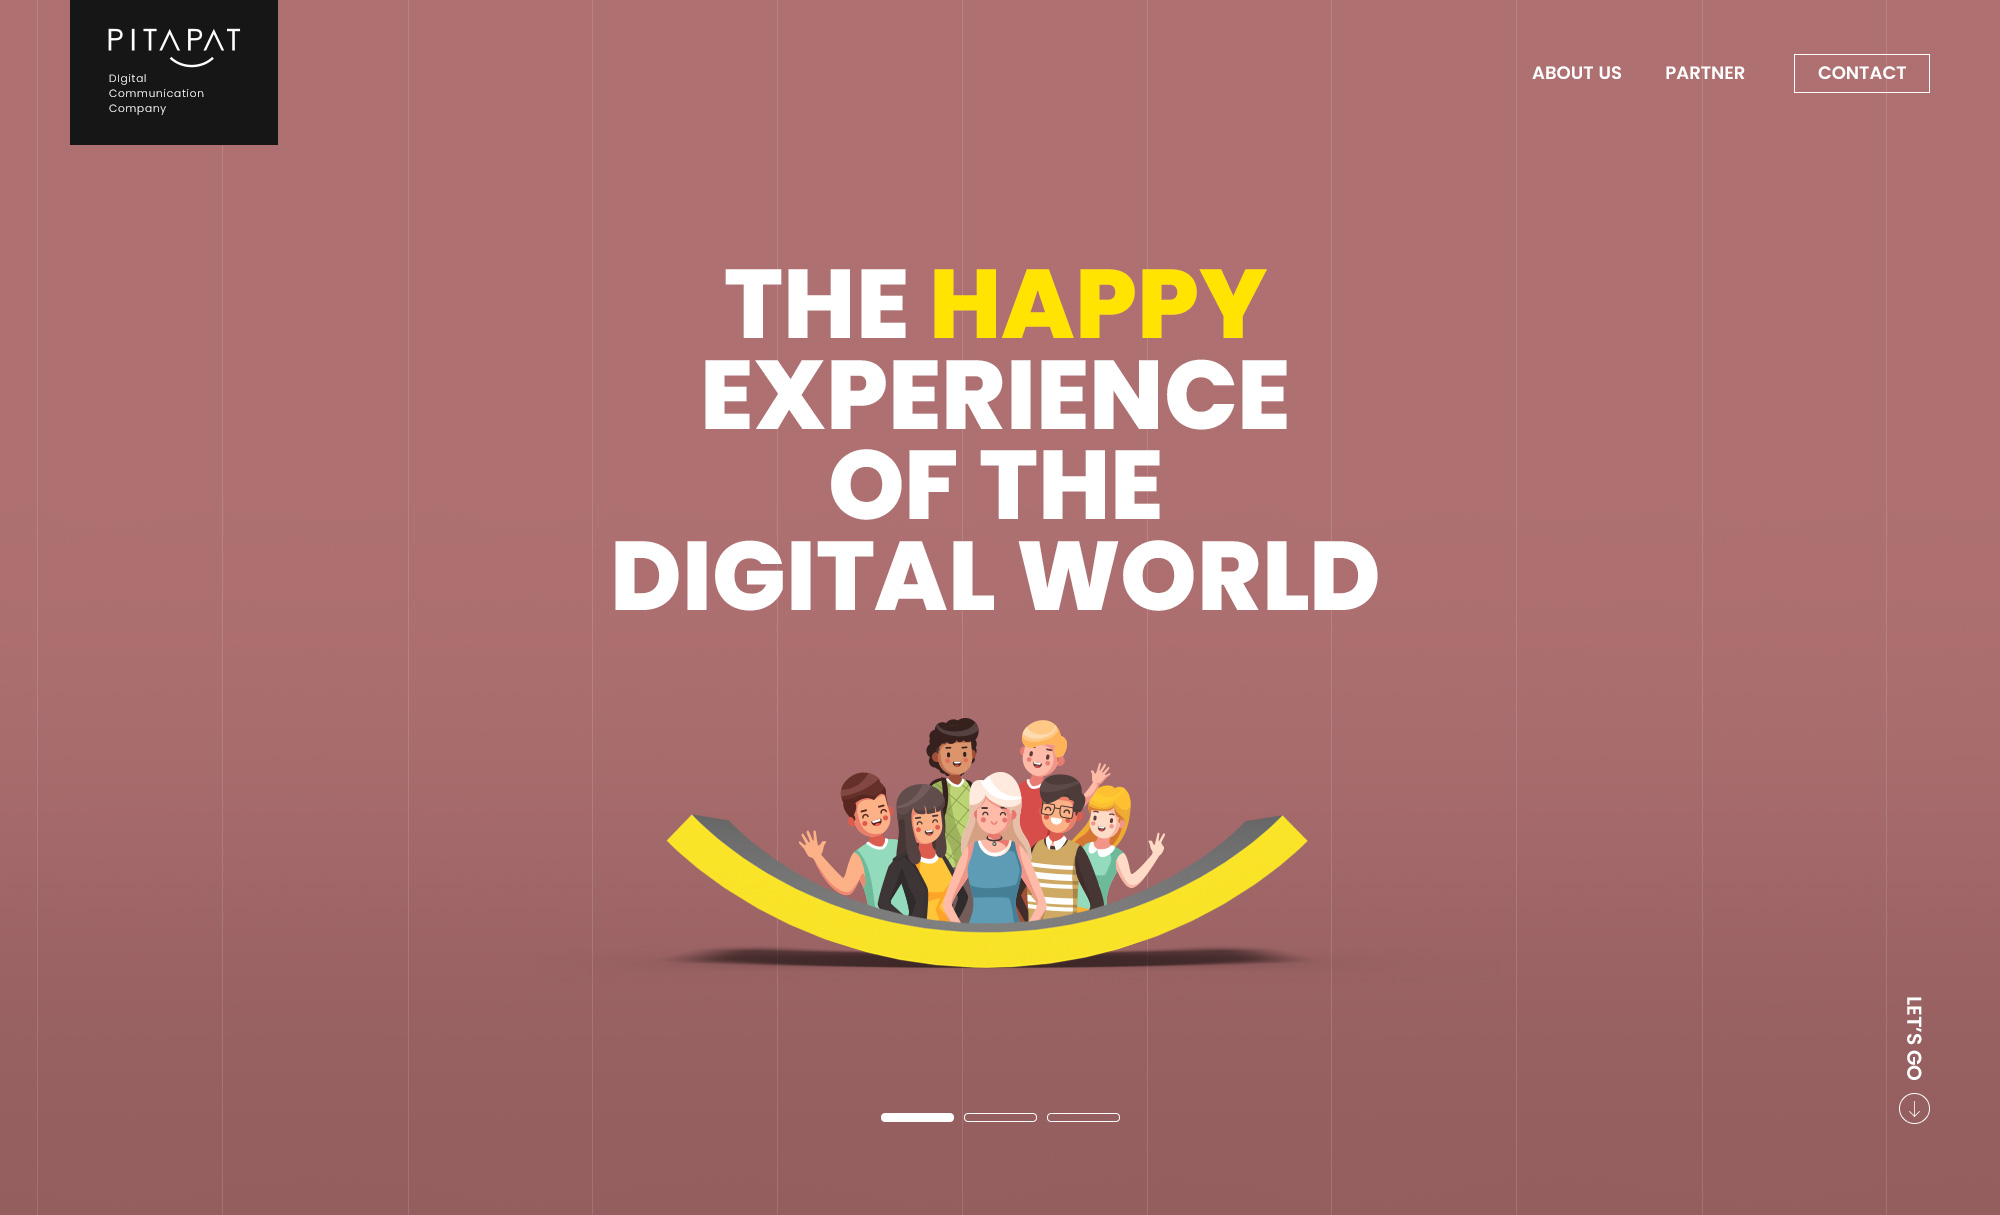 PITAPAT
DIgital
Communication
Company
ABOUT US
PARTNER
CONTACT
THE HAPPY
EXPERIENCE
OF THE
DIGITAL WORLD
LET'S GO